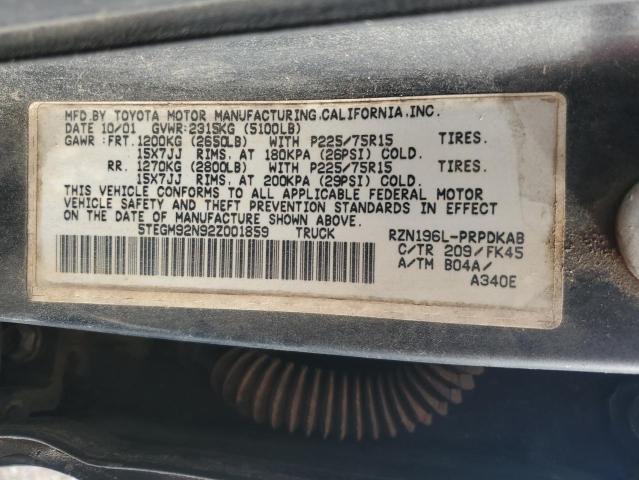 MFD.BY TOYOTA MOTOR MANUFACTURING,CALIFORNIA,INC.
DATE 10/01 GVWR:2315KG (5100LB)
GAWR:FRT.1200KG (2650LB) WITH P225/75R15 TIRES.
15X7JJ RIMS, AT 180KPA (26PSI) COLD.
RR. 1270KG (2800LB) WITH P225/75R15 TIRES.
15X7JJ RIMS, AT 200KPA (29PSI) COLD.
THIS VEHICLE CONFORMS TO ALL APPLICABLE FEDERAL MOTOR
VEHICLE SAFETY AND THEFT PREVENTION STANDARDS IN EFFECT
ON THE DATE OF MANUFACTURE SHOWN ABOVE.
5TEGM92N92Z001859 TRUCK RZN196L-PRPDKAB
C/TR 209/FK45
A/TM B04A/
A340E